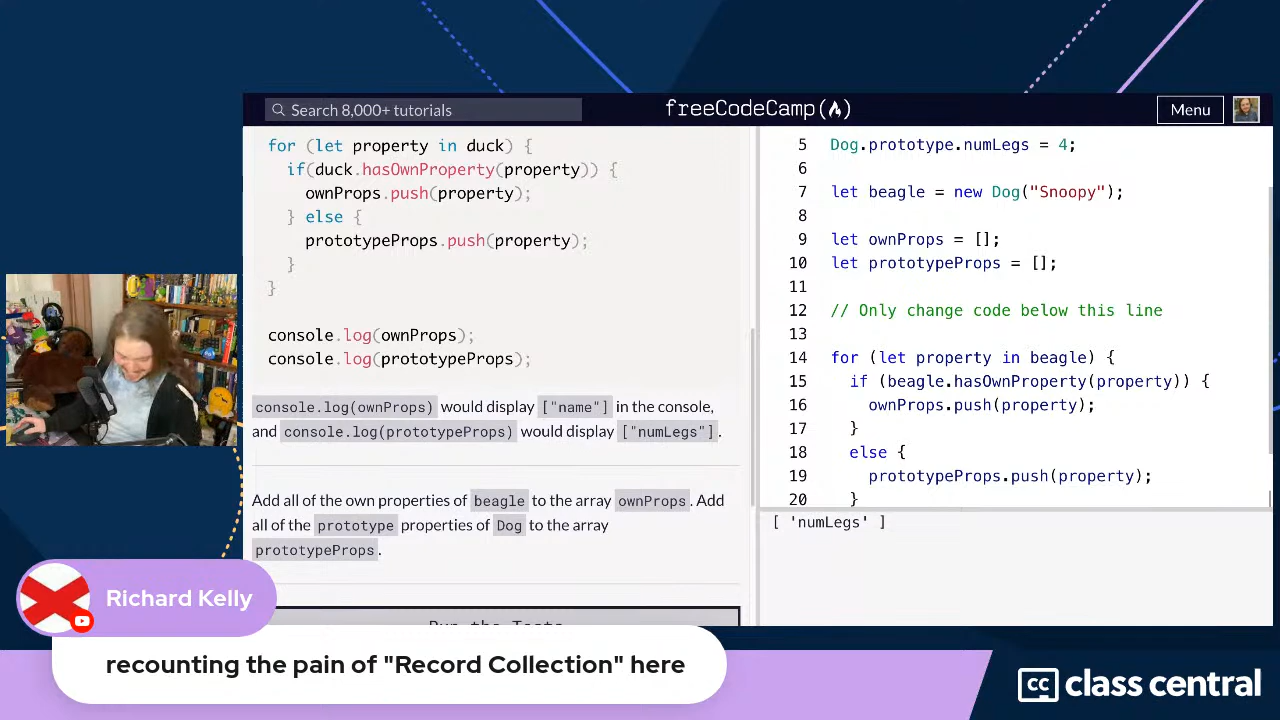 Search 8,000+ tutorials
freeCodeCamp
Menu
for (let property in duck) {
if(duck.hasOwnProperty(property)) {
ownProps.push(property);
} else {
prototypeProps.push(property);
}
}
console.log(ownProps);
console.log(prototypeProps);
console.log(ownProps) would display ["name"] in the console,
and console.log(prototypeProps) would display ["numLegs"].
Add all of the own properties of beagle to the array ownProps. Add
all of the prototype properties of Dog to the array
prototypeProps.
Run the Tests
5 Dog.prototype.numLegs = 4;
6
7 let beagle = new Dog("Snoopy");
8
9 let ownProps = [];
10 let prototypeProps = [];
11
12 // Only change code below this line
13
14 for (let property in beagle) {
15 if (beagle.hasOwnProperty(property)) {
16 ownProps.push(property);
17 }
18 else {
19 prototypeProps.push(property);
20 }
[ 'numLegs' ]
Richard Kelly
recounting the pain of "Record Collection" here
cc class central